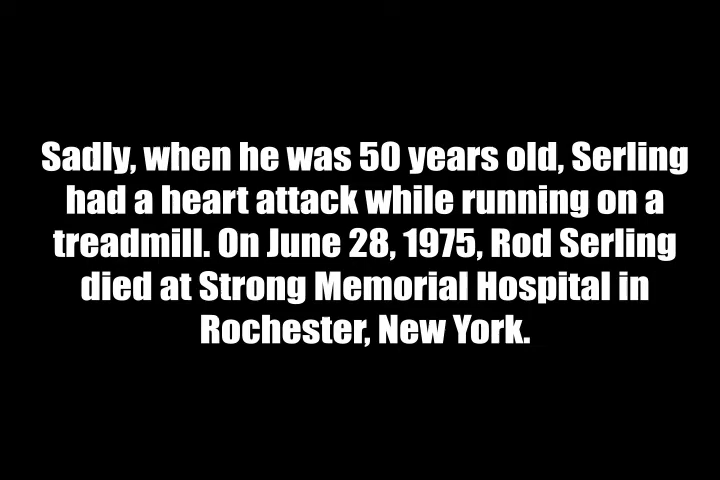 Sadly, when he was 50 years old, Serling
had a heart attack while running on a
treadmill. On June 28, 1975, Rod Serling
died at Strong Memorial Hospital in
Rochester, New York.